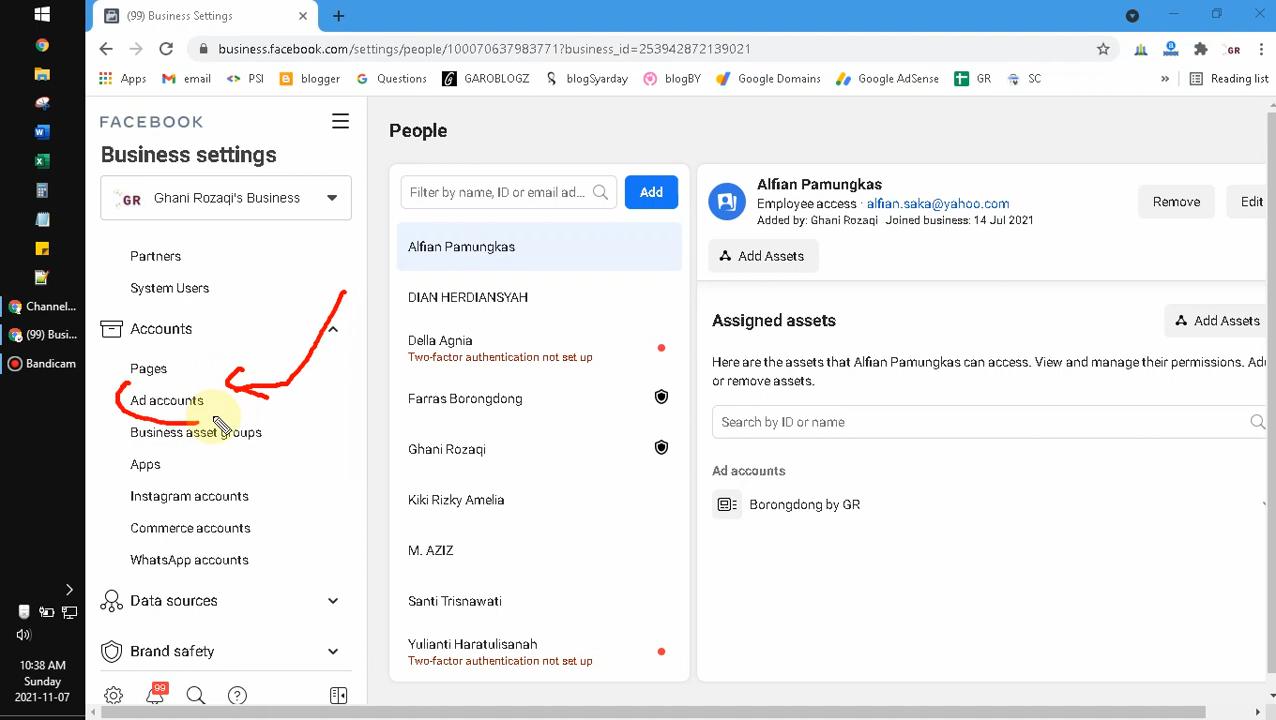 (99) Business Settings
business.facebook.com/settings/people/100070637983771?business_id=253942872139021
Apps
email
PSI
blogger
Questions
GAROBLOGZ
blogSyarday
blogBY
Google Domains
Google AdSense
GR
SC
»
Reading list
FACEBOOK
Business settings
GR
Ghani Rozaqi's Business
Partners
System Users
Accounts
Pages
Ad accounts
Business asset groups
Apps
Instagram accounts
Commerce accounts
WhatsApp accounts
Data sources
Brand safety
99
People
Filter by name, ID or email ad...
Add
Alfian Pamungkas
DIAN HERDIANSYAH
Della Agnia
Two-factor authentication not set up
Farras Borongdong
Ghani Rozaqi
Kiki Rizky Amelia
M. AZIZ
Santi Trisnawati
Yulianti Haratulisanah
Two-factor authentication not set up
Alfian Pamungkas
Employee access · alfian.saka@yahoo.com
Added by: Ghani Rozaqi Joined business: 14 Jul 2021
Remove
Edit
Add Assets
Assigned assets
Add Assets
Here are the assets that Alfian Pamungkas can access. View and manage their permissions. Add
or remove assets.
Search by ID or name
Ad accounts
Borongdong by GR
Channel...
(99) Busi...
Bandicam
10:38 AM
Sunday
2021-11-07